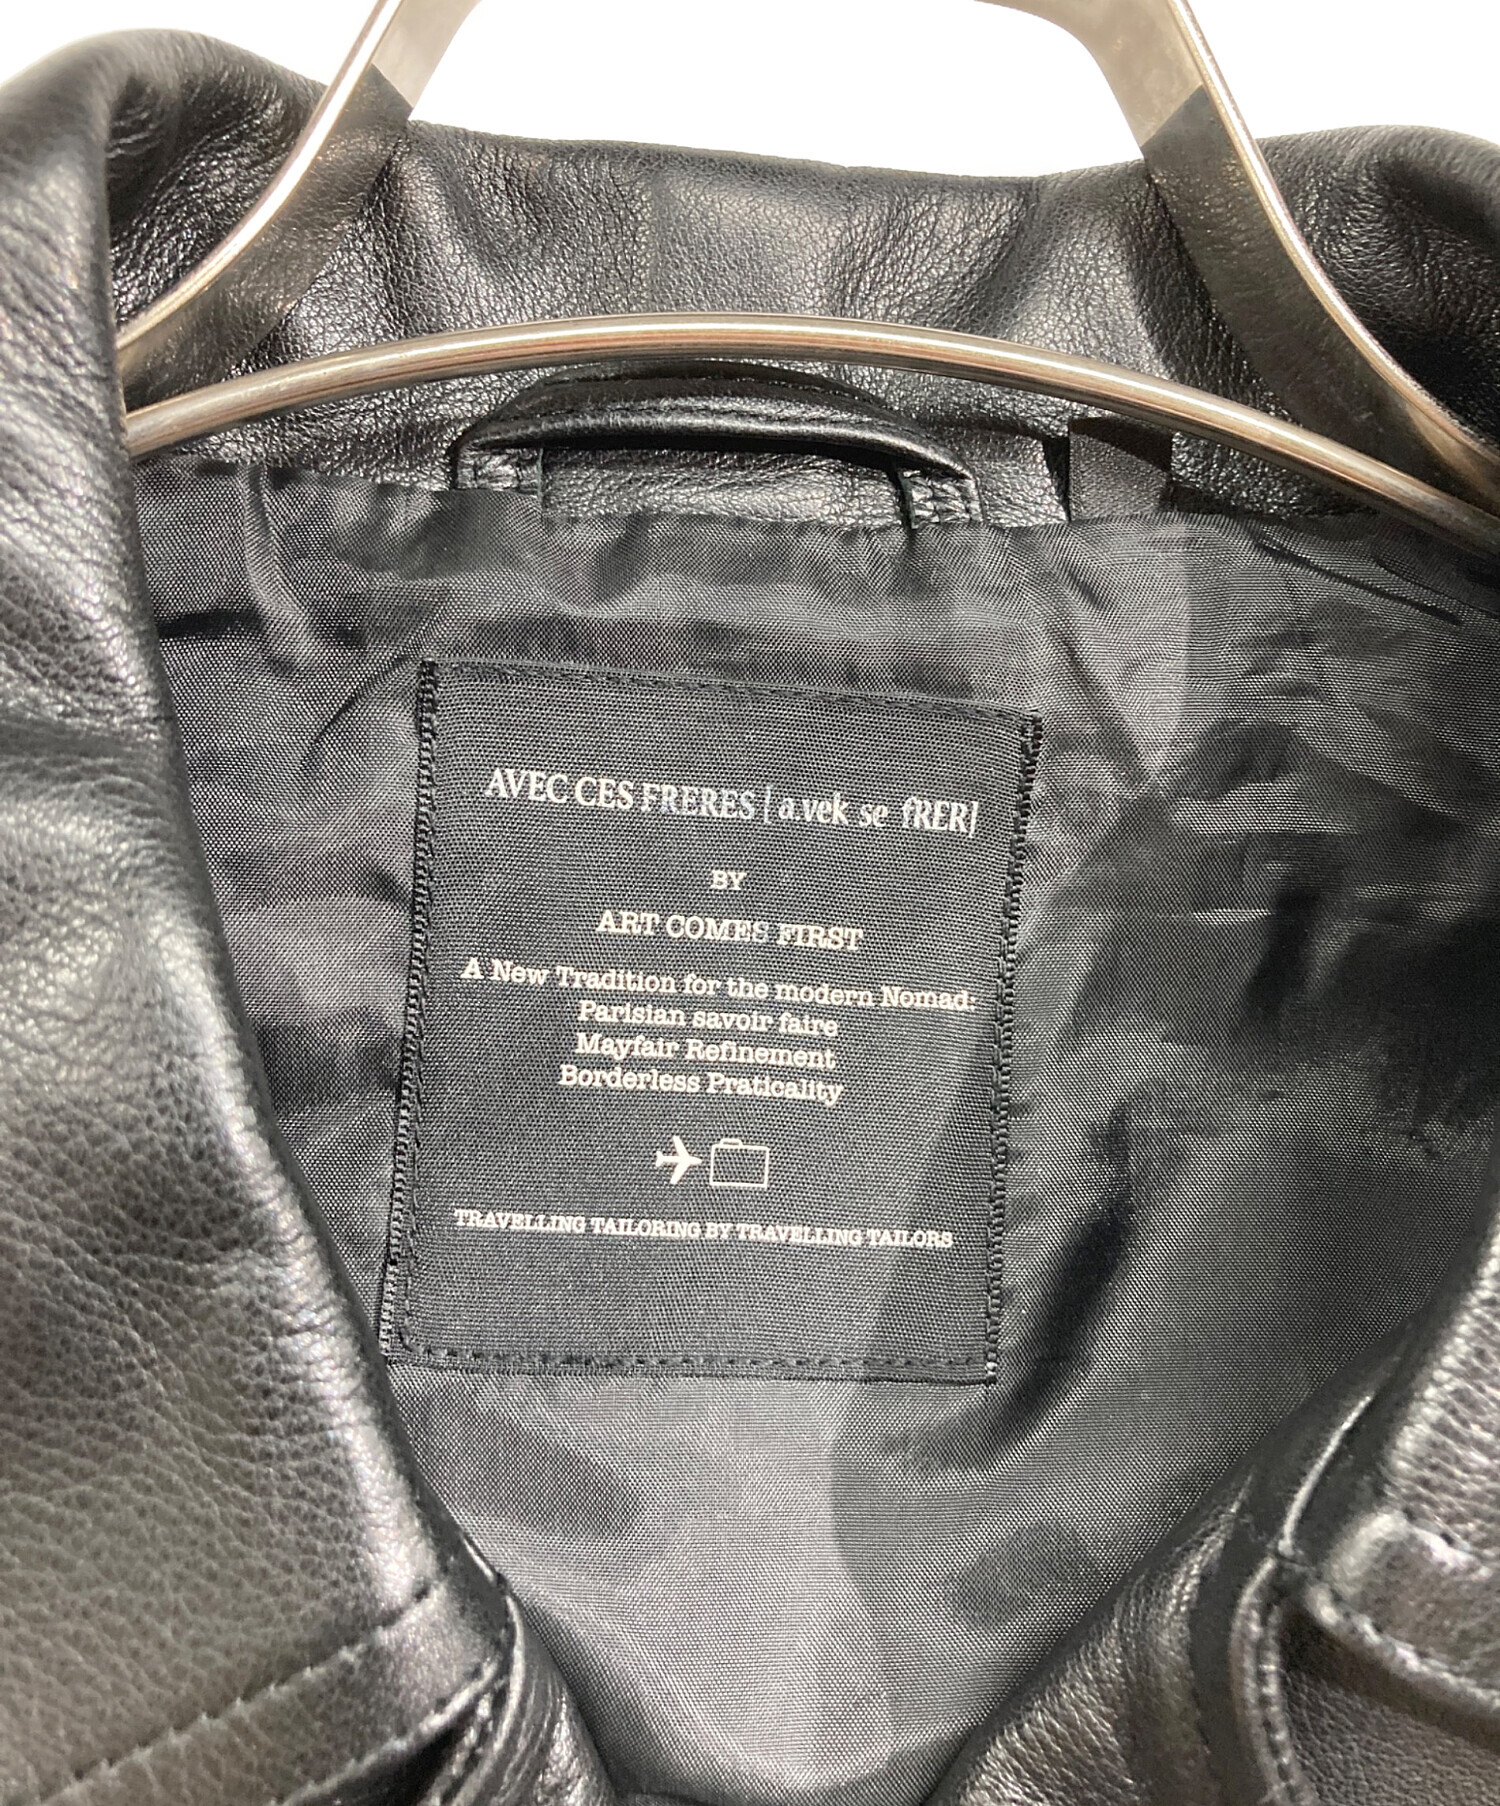 AVEC CES FRERES [a.vek se fRER]
BY
ART COMES FIRST
A New Tradition for the modern Nomad:
Parisian savoir faire
Mayfair Refinement
Borderless Praticality
TRAVELLING TAILORING BY TRAVELLING TAILORS